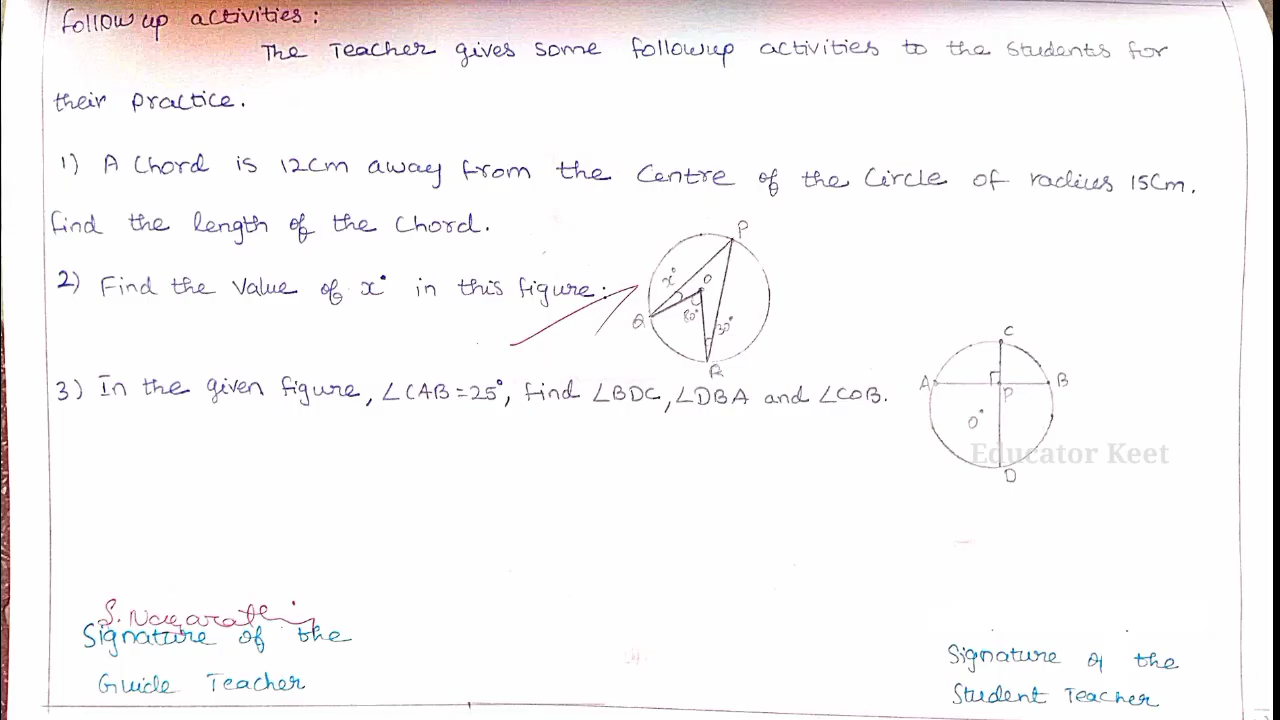 Follow up activities:
The Teacher gives some followup activities to the Students for
their practice.
1) A Chord is 12cm away from the Centre of the Circle of radius 15cm.
Find the length of the Chord.
2) Find the Value of x° in this figure:
P
x°
O
80°
30°
Q
R
3) In the given figure, ∠CAB=25°, find ∠BDC, ∠DBA and ∠COB.
C
A
B
P
O°
D
Educator Keet
S. Nagarathi
Signature of the
Guide Teacher
Signature of the
Student Teacher